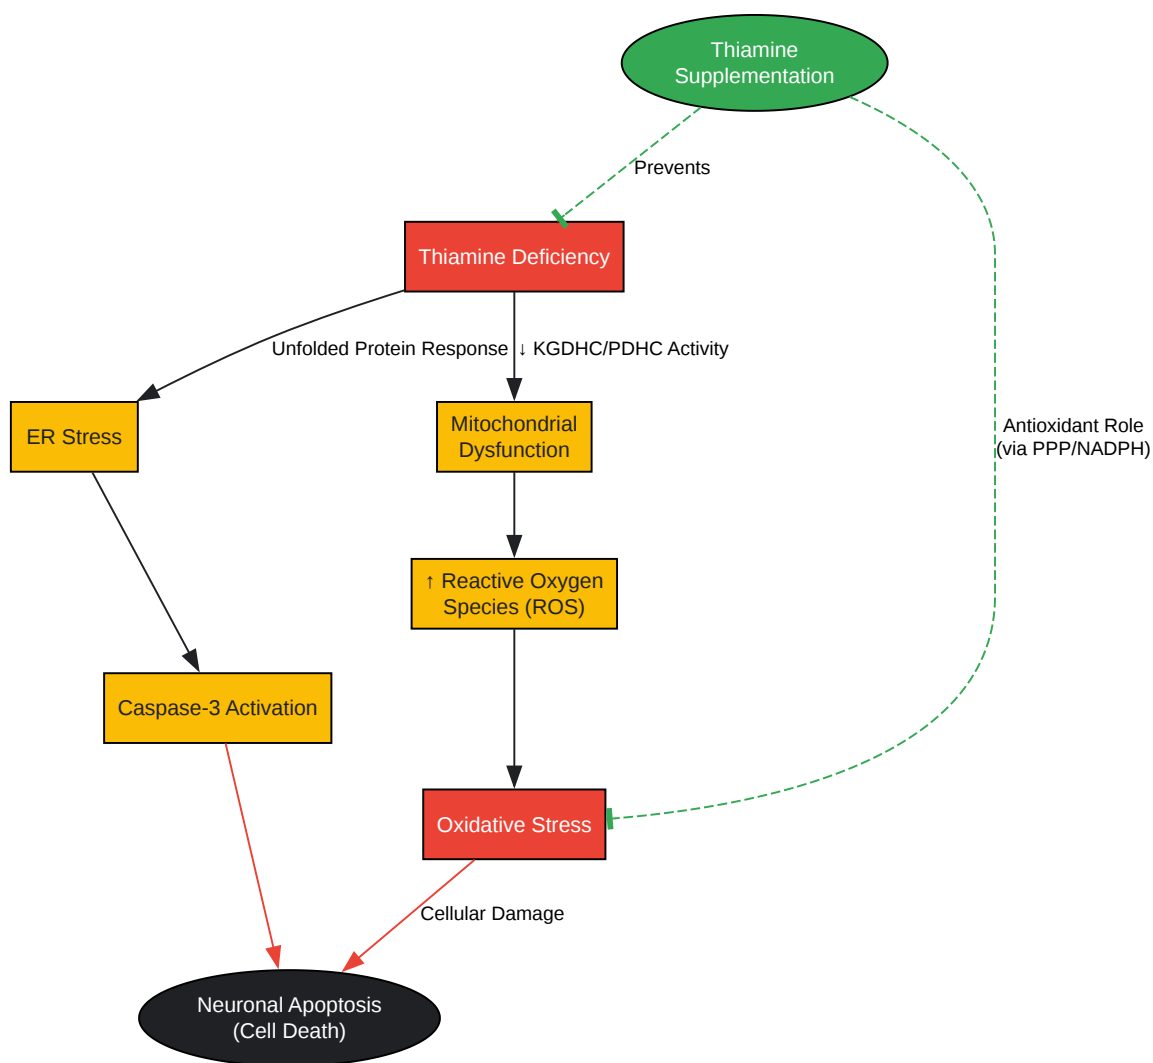 Thiamine
Supplementation
Prevents
Thiamine Deficiency
Unfolded Protein Response
↓ KGDHC/PDHC Activity
ER Stress
Mitochondrial
Dysfunction
Antioxidant Role
(via PPP/NADPH)
↑ Reactive Oxygen
Species (ROS)
Caspase-3 Activation
Oxidative Stress
Cellular Damage
Neuronal Apoptosis
(Cell Death)